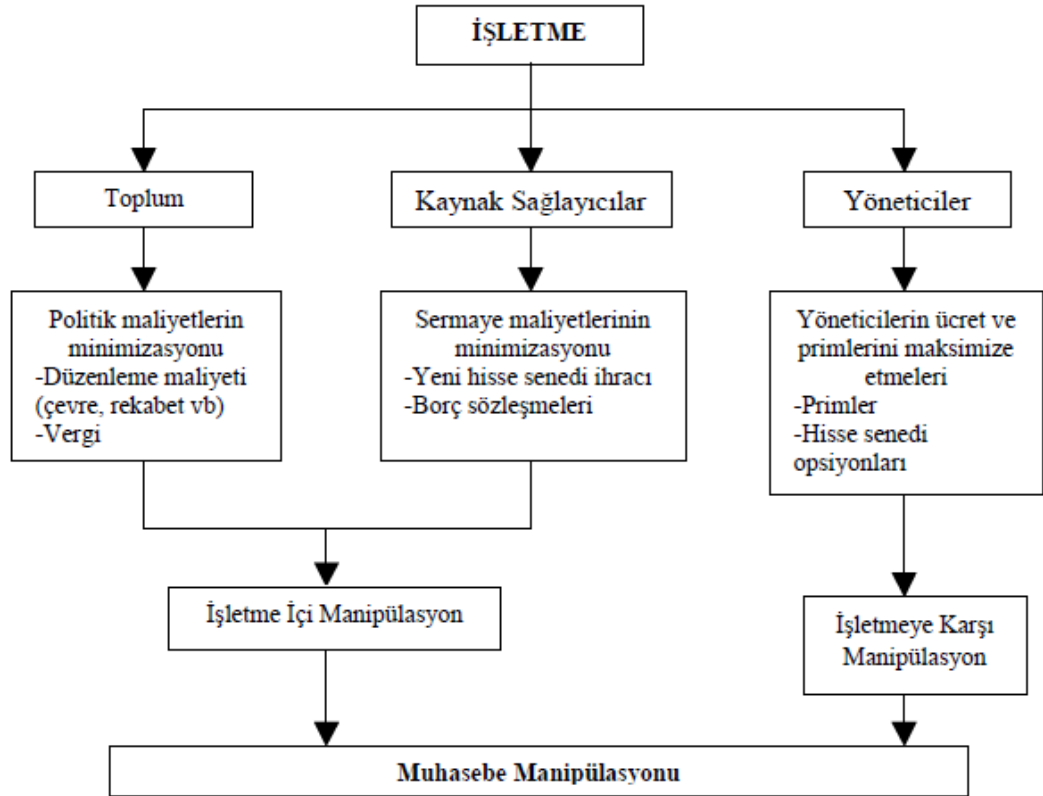 İŞLETME
Toplum
Kaynak Sağlayıcılar
Yöneticiler
Politik maliyetlerin
minimizasyonu
-Düzenleme maliyeti
(çevre, rekabet vb)
-Vergi
Sermaye maliyetlerinin
minimizasyonu
-Yeni hisse senedi ihracı
-Borç sözleşmeleri
Yöneticilerin ücret ve
primlerini maksimize
etmeleri
-Primler
-Hisse senedi
opsiyonları
İşletme İçi Manipülasyon
İşletmeye Karşı
Manipülasyon
Muhasebe Manipülasyonu